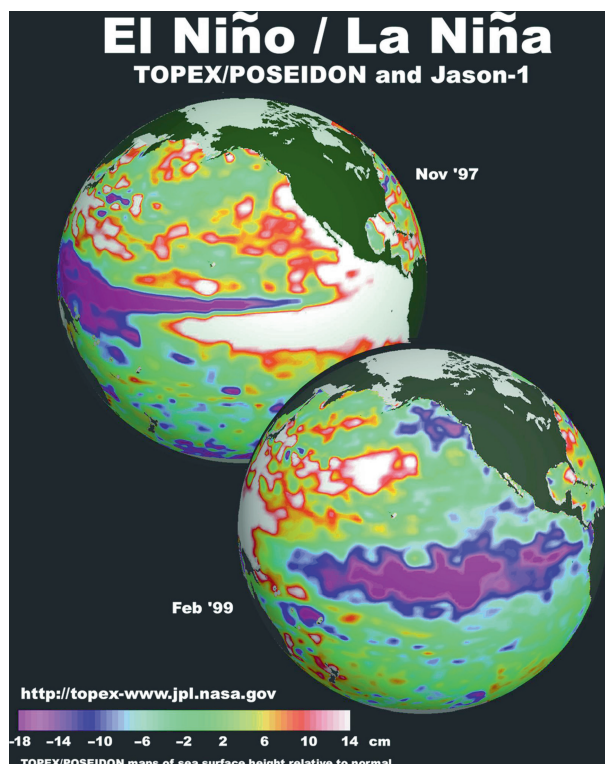 El Niño / La Niña
TOPEX/POSEIDON and Jason-1
Nov '97
Feb '99
http://topex-www.jpl.nasa.gov
-18 -14 -10 -6 -2 2 6 10 14 cm
TOPEX/POSEIDON maps of sea surface height relative to normal